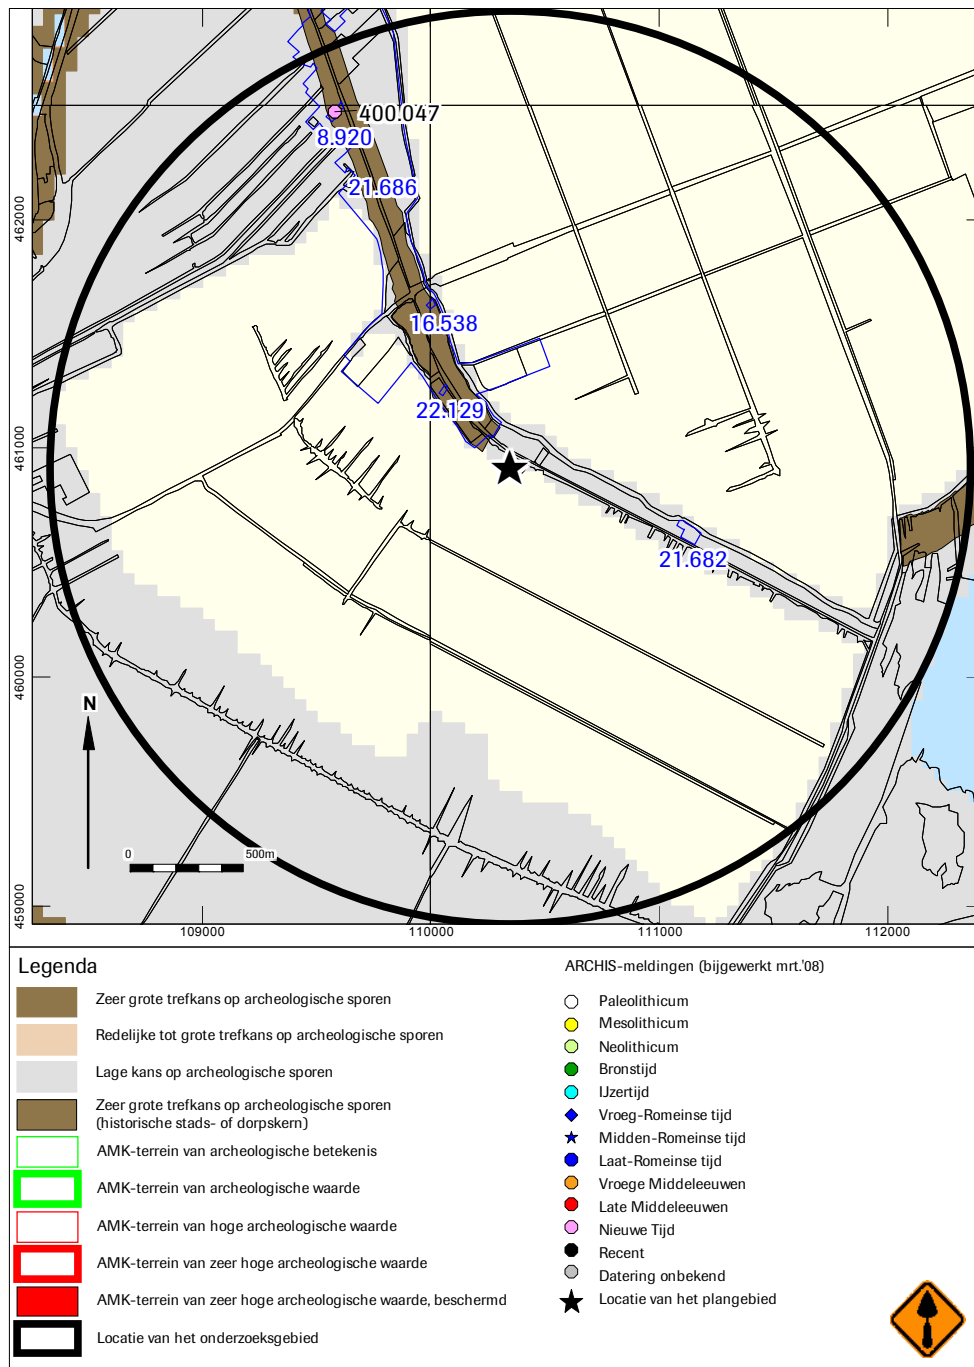 400.047
8.920
21.686
462000
16.538
22.129
461000
21.682
460000
N
0 500m
459000
109000 110000 111000 112000
Legenda
Zeer grote trefkans op archeologische sporen
Redelijke tot grote trefkans op archeologische sporen
Lage kans op archeologische sporen
Zeer grote trefkans op archeologische sporen
(historische stads- of dorpskern)
AMK-terrein van archeologische betekenis
AMK-terrein van archeologische waarde
AMK-terrein van hoge archeologische waarde
AMK-terrein van zeer hoge archeologische waarde
AMK-terrein van zeer hoge archeologische waarde, beschermd
Locatie van het onderzoeksgebied
ARCHIS-meldingen (bijgewerkt mrt.'08)
Paleolithicum
Mesolithicum
Neolithicum
Bronstijd
IJzertijd
Vroeg-Romeinse tijd
Midden-Romeinse tijd
Laat-Romeinse tijd
Vroege Middeleeuwen
Late Middeleeuwen
Nieuwe Tijd
Recent
Datering onbekend
Locatie van het plangebied